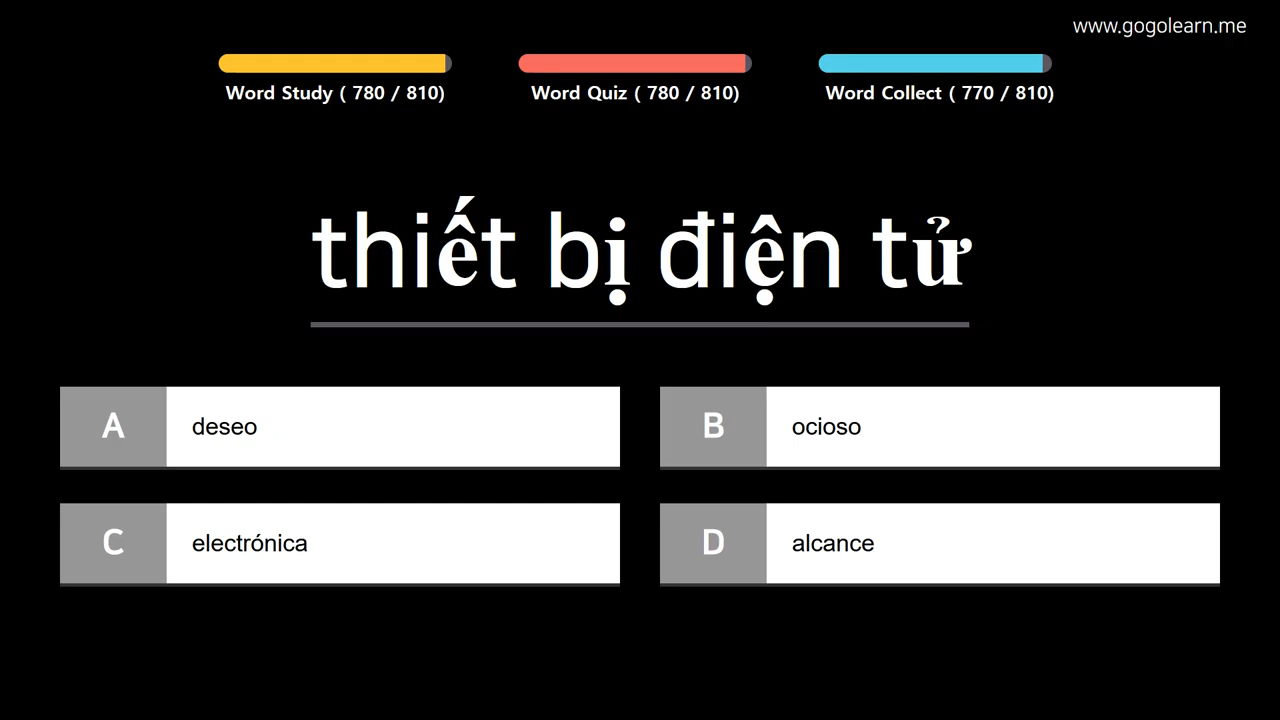 www.gogolearn.me
Word Study ( 780 / 810)
Word Quiz ( 780 / 810)
Word Collect ( 770 / 810)
thiết bị điện tử
A deseo
B ocioso
C electrónica
D alcance